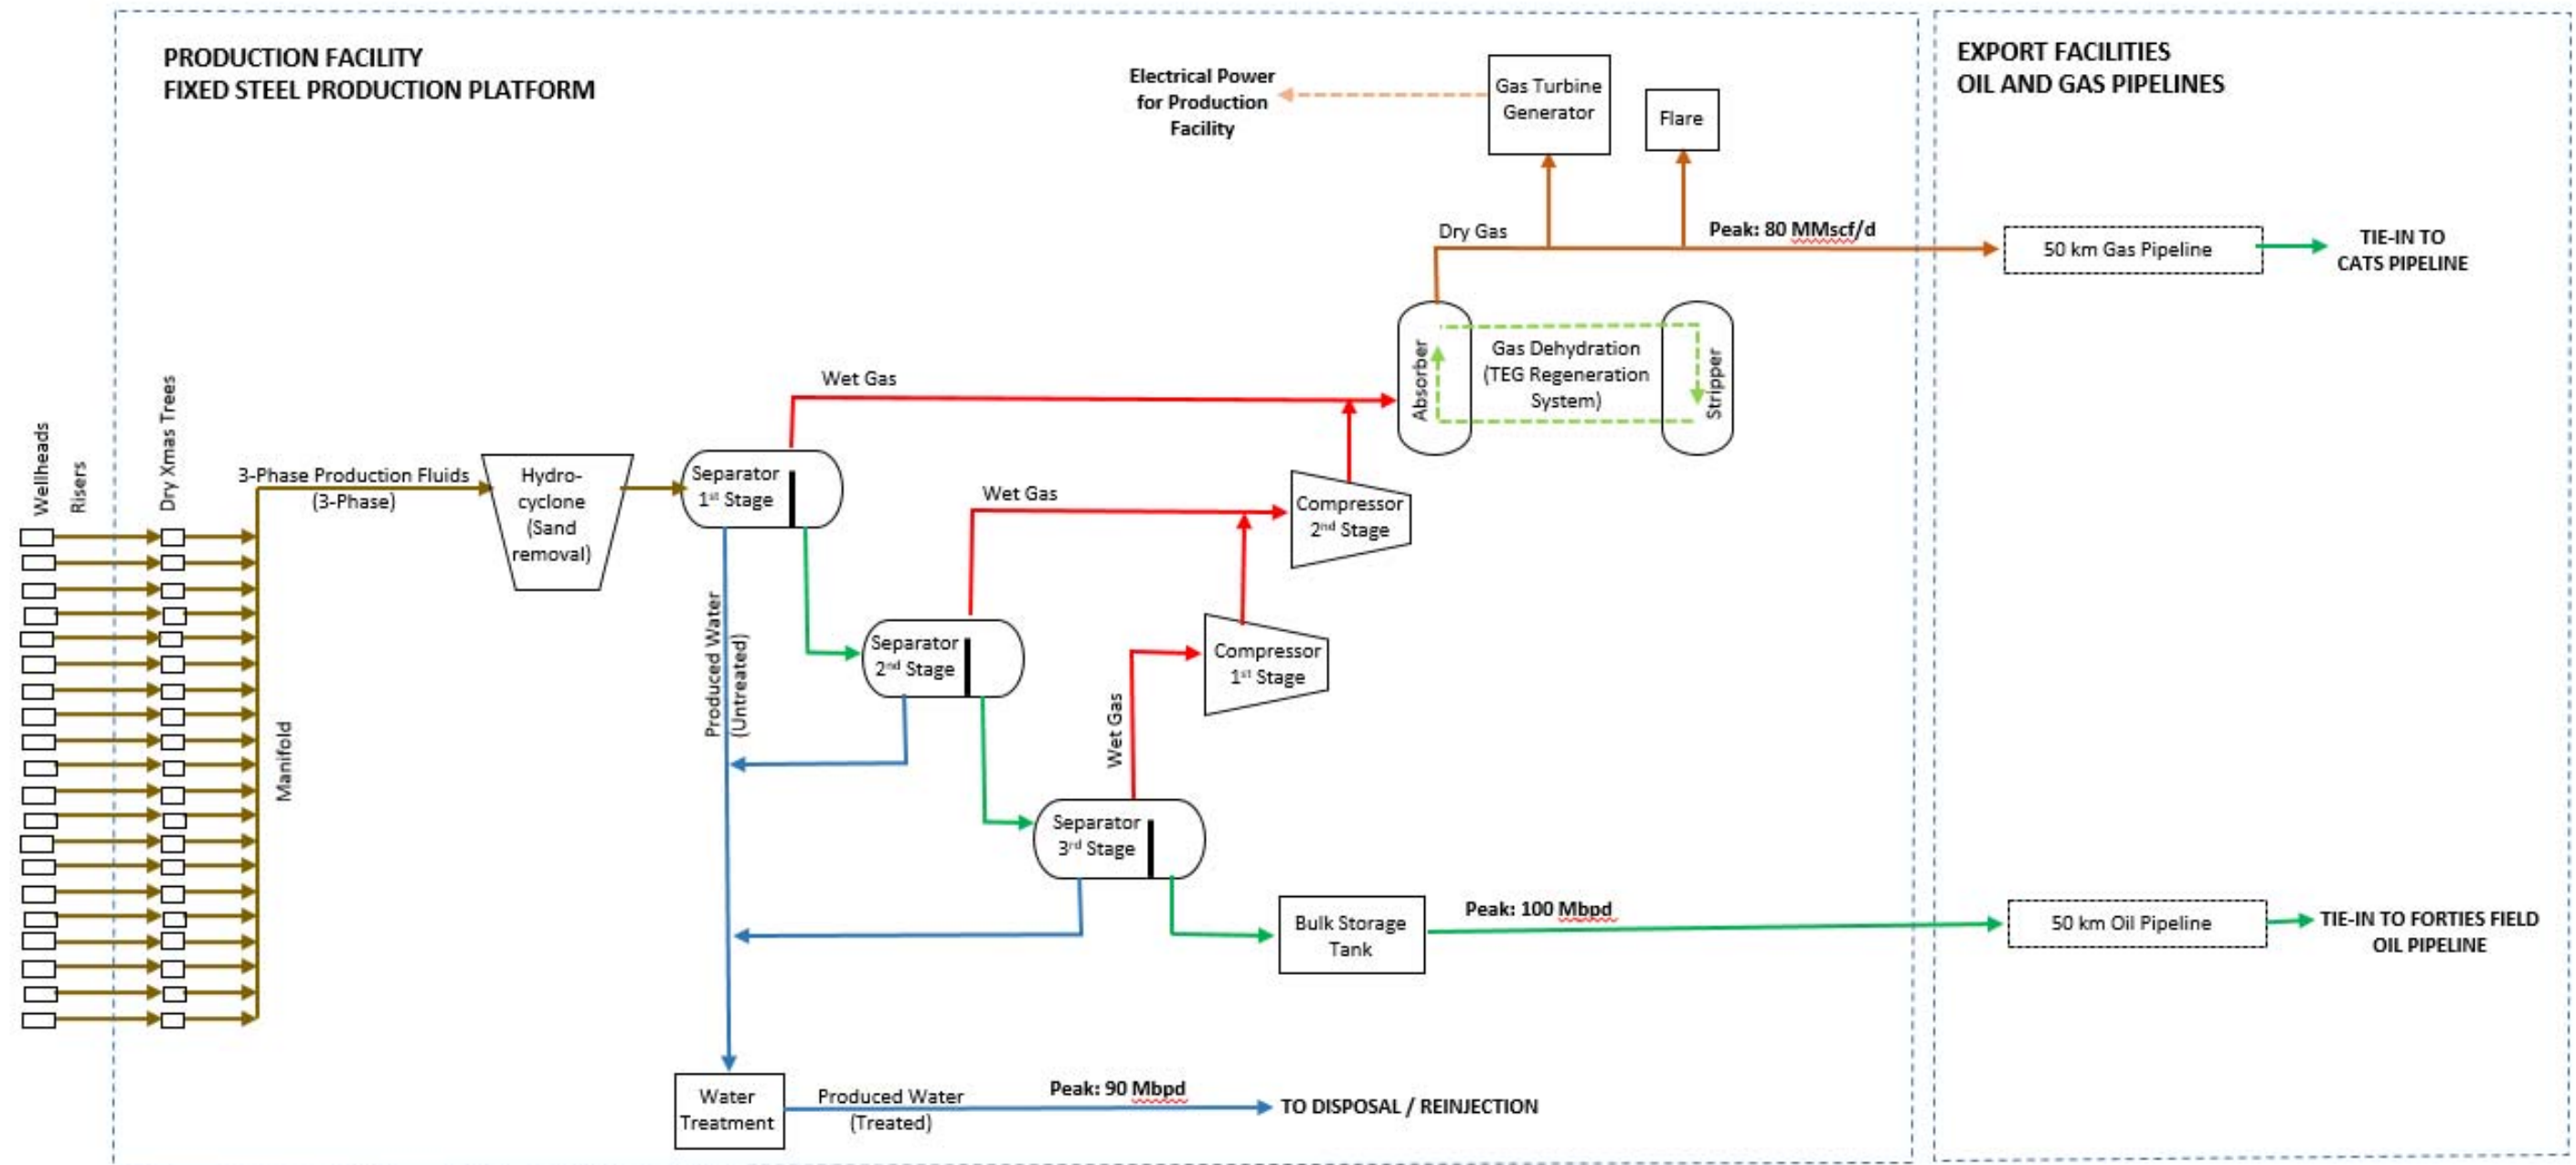 PRODUCTION FACILITY
FIXED STEEL PRODUCTION PLATFORM
EXPORT FACILITIES
OIL AND GAS PIPELINES
Electrical Power
for Production
Facility
Gas Turbine
Generator
Flare
Dry Gas
Peak: 80 MMscf/d
50 km Gas Pipeline
TIE-IN TO
CATS PIPELINE
Absorber
Gas Dehydration
(TEG Regeneration
System)
Stripper
Wet Gas
Wellheads
Risers
Dry Xmas Trees
3-Phase Production Fluids
(3-Phase)
Hydro-
cyclone
(Sand
removal)
Separator
1st Stage
Wet Gas
Compressor
2nd Stage
Produced Water
(Untreated)
Separator
2nd Stage
Compressor
1st Stage
Wet Gas
Manifold
Separator
3rd Stage
Bulk Storage
Tank
Peak: 100 Mbpd
50 km Oil Pipeline
TIE-IN TO FORTIES FIELD
OIL PIPELINE
Water
Treatment
Produced Water
(Treated)
Peak: 90 Mbpd
TO DISPOSAL / REINJECTION